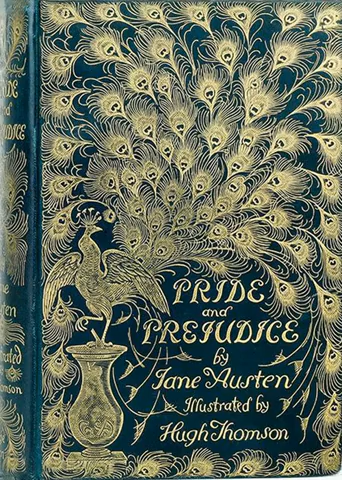 PRIDE
and
PREJUDICE
by
Jane Austen
Illustrated by
Hugh Thomson